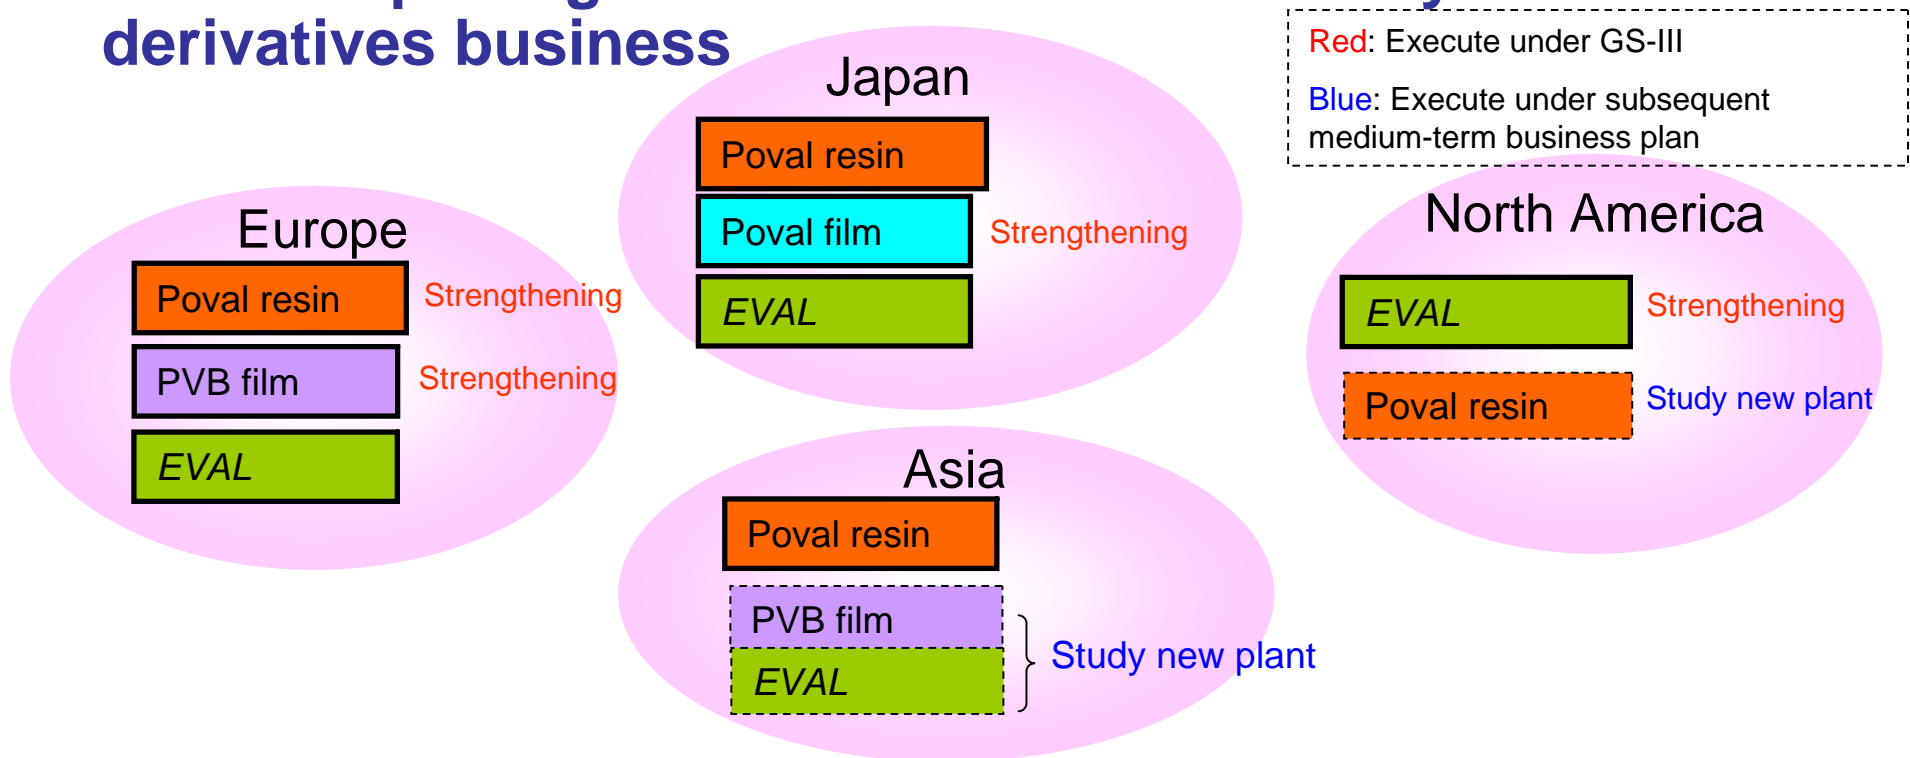 derivatives business
Red: Execute under GS-III
Blue: Execute under subsequent
medium-term business plan
Japan
Poval resin
Poval film
Strengthening
EVAL
Europe
Poval resin
Strengthening
PVB film
Strengthening
EVAL
North America
EVAL
Strengthening
Poval resin
Study new plant
Asia
Poval resin
PVB film
EVAL
Study new plant